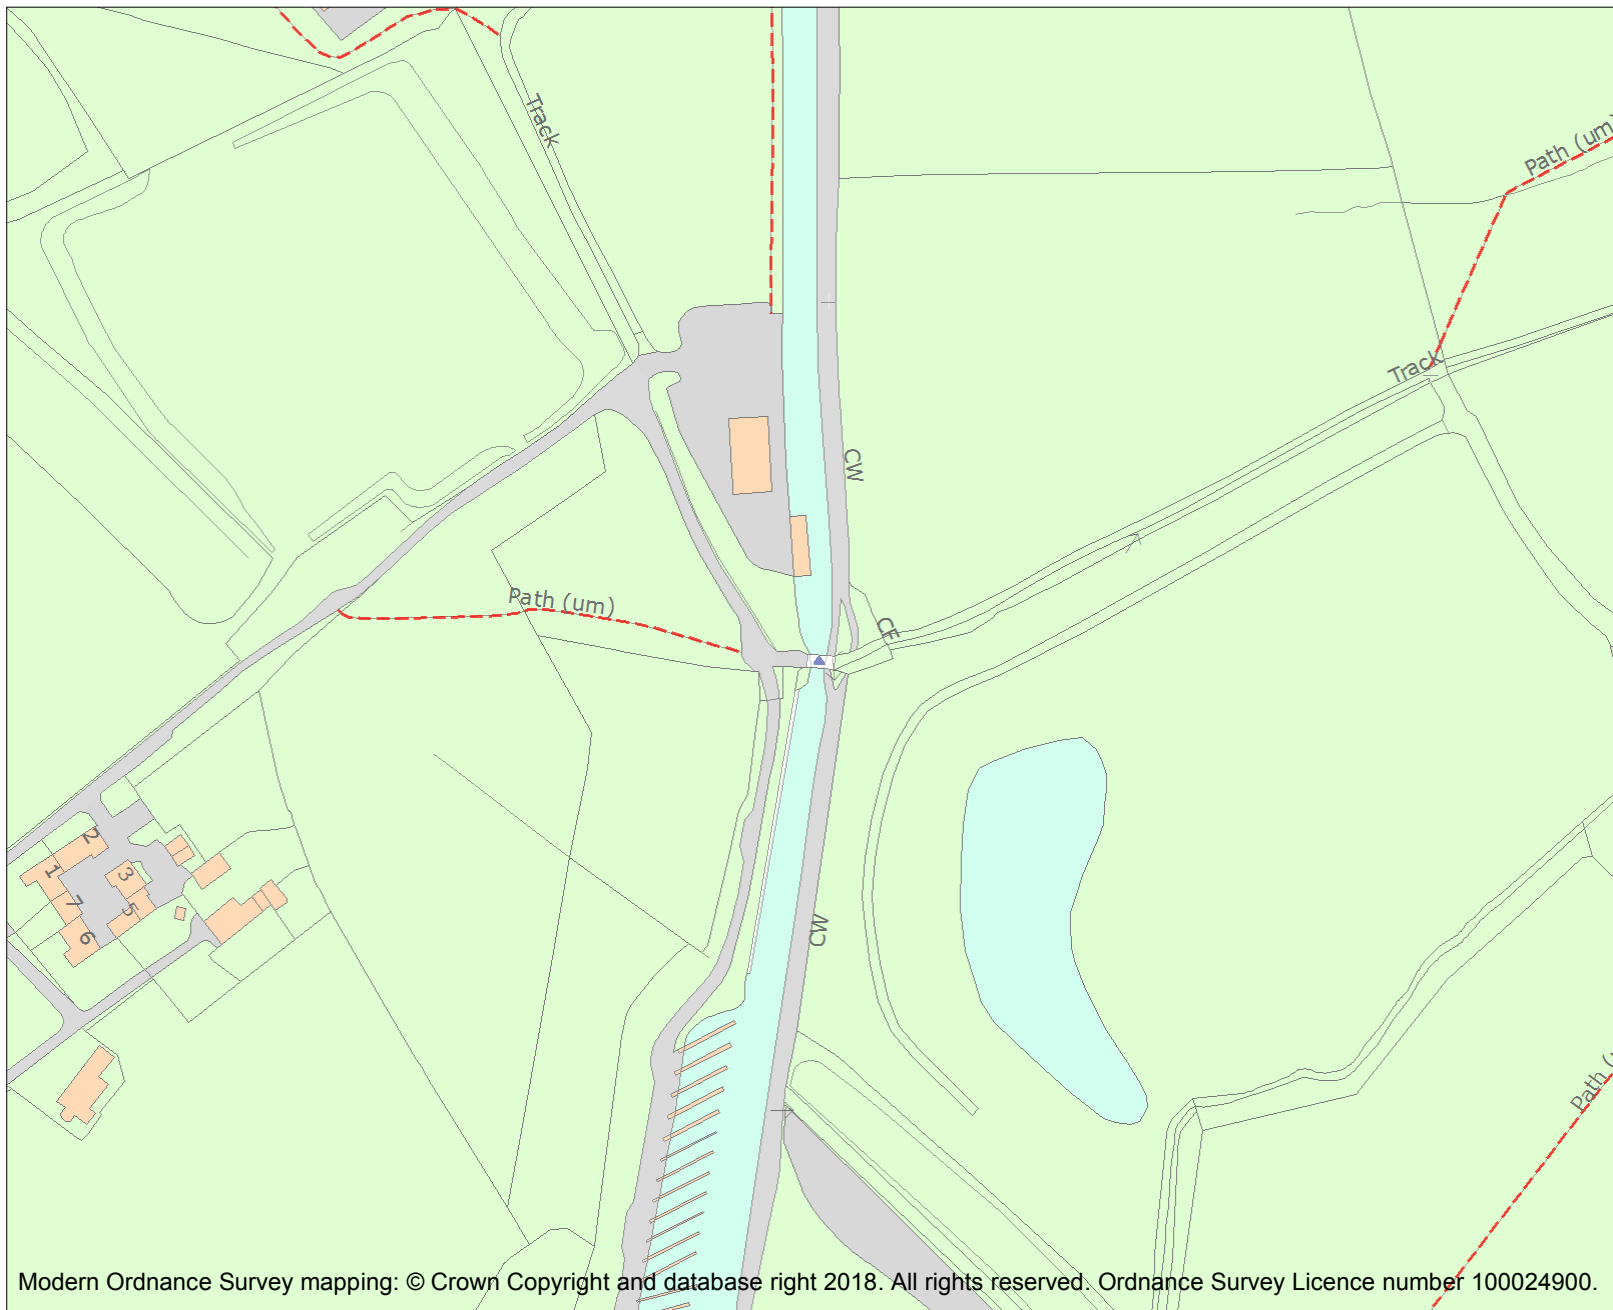 Track
Path (um)
Track
CW
Path (um)
CF
2
1
3
7
5
6
CW
Path (
Modern Ordnance Survey mapping: © Crown Copyright and database right 2018. All rights reserved. Ordnance Survey Licence number 100024900.